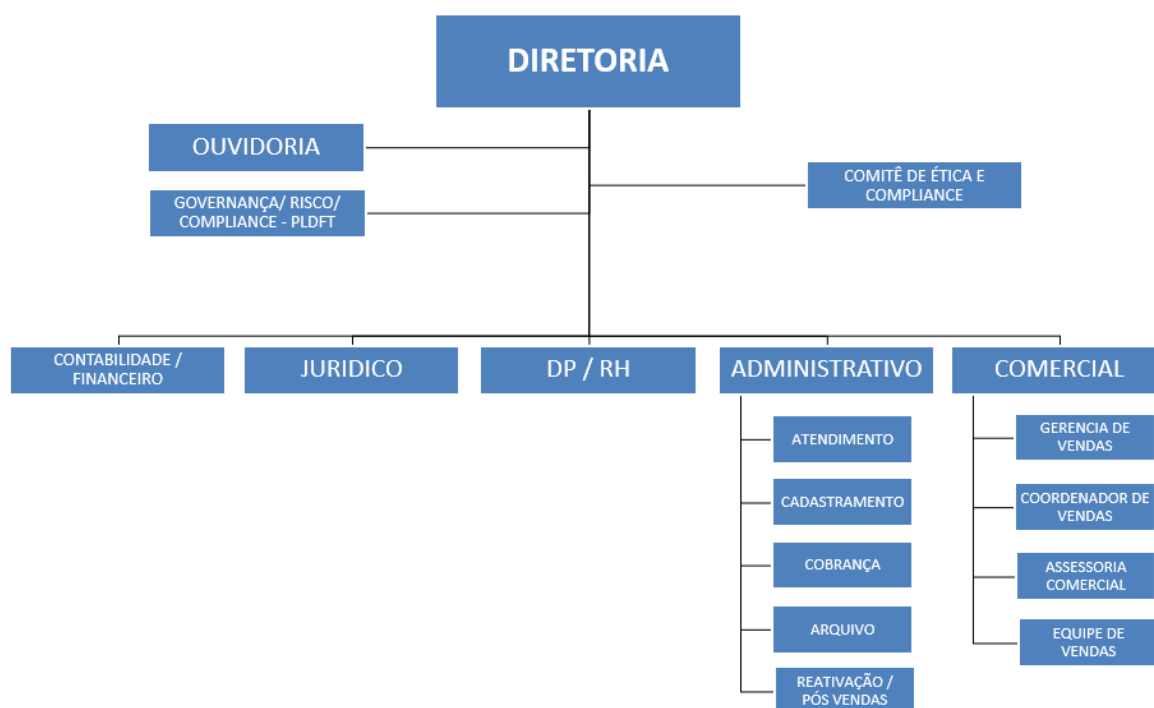 DIRETORIA
OUVIDORIA
GOVERNANÇA/ RISCO/
COMPLIANCE - PLDFT
COMITÊ DE ÉTICA E
COMPLIANCE
CONTABILIDADE /
FINANCEIRO
JURIDICO
DP / RH
ADMINISTRATIVO
COMERCIAL
ATENDIMENTO
CADASTRAMENTO
COBRANÇA
ARQUIVO
REATIVAÇÃO /
PÓS VENDAS
GERENCIA DE
VENDAS
COORDENADOR DE
VENDAS
ASSESSORIA
COMERCIAL
EQUIPE DE
VENDAS